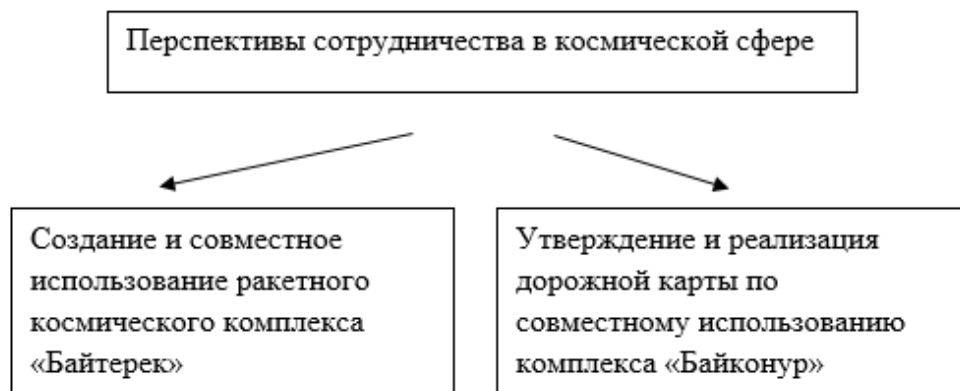 Перспективы сотрудничества в космической сфере
Создание и совместное
использование ракетного
космического комплекса
«Байтерек»
Утверждение и реализация
дорожной карты по
совместному использованию
комплекса «Байконур»